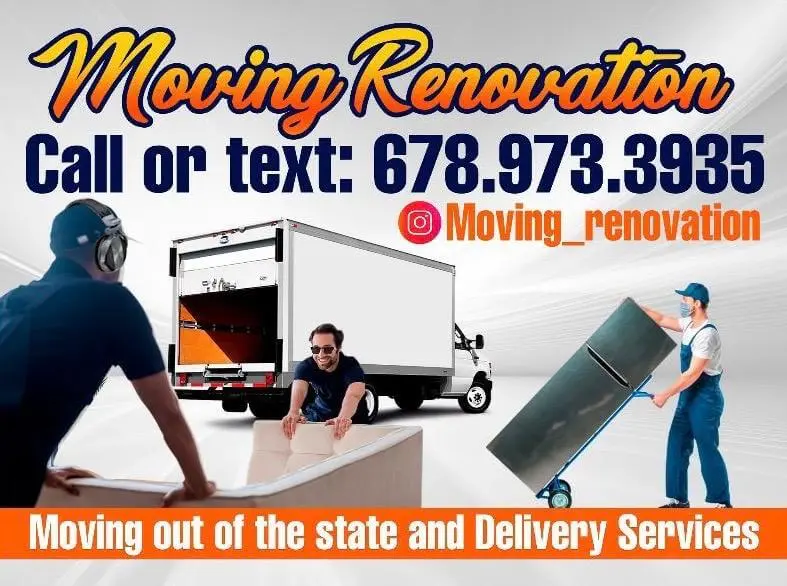 Moving Renovation
Call or text: 678.973.3935
Moving_renovation
Moving out of the state and Delivery Services